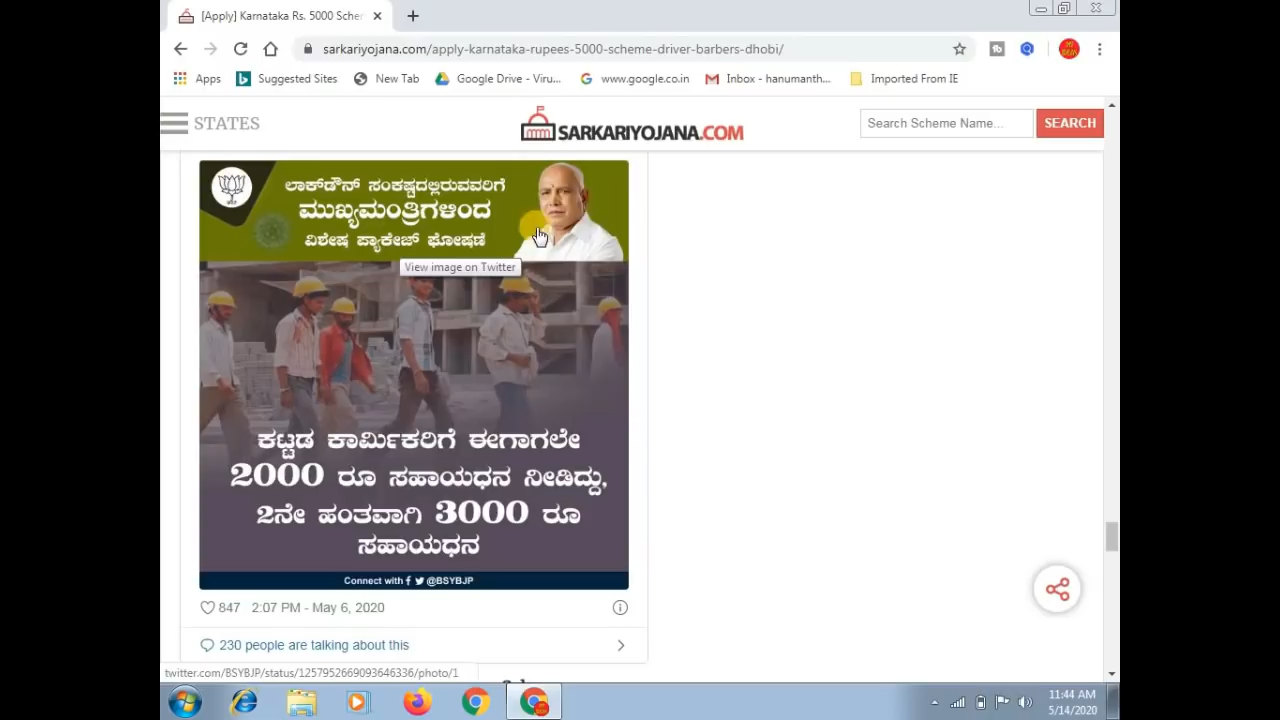 [Apply] Karnataka Rs. 5000 Schem
sarkariyojana.com/apply-karnataka-rupees-5000-scheme-driver-barbers-dhobi/
Apps
Suggested Sites
New Tab
Google Drive - Viru...
www.google.co.in
Inbox - hanumanth...
Imported From IE
STATES
SARKARIYOJANA.COM
Search Scheme Name...
SEARCH
ಲಾಕ್‌ಡೌನ್ ಸಂಕಷ್ಟದಲ್ಲಿರುವವರಿಗೆ
ಮುಖ್ಯಮಂತ್ರಿಗಳಿಂದ
ವಿಶೇಷ ಪ್ಯಾಕೇಜ್ ಘೋಷಣೆ
View image on Twitter
ಕಟ್ಟಡ ಕಾರ್ಮಿಕರಿಗೆ ಈಗಾಗಲೇ
2000 ರೂ ಸಹಾಯಧನ ನೀಡಿದ್ದು,
2ನೇ ಹಂತವಾಗಿ 3000 ರೂ
ಸಹಾಯಧನ
Connect with @BSYBJP
847 2:07 PM - May 6, 2020
230 people are talking about this
twitter.com/BSYBJP/status/1257952669093646336/photo/1
11:44 AM
5/14/2020